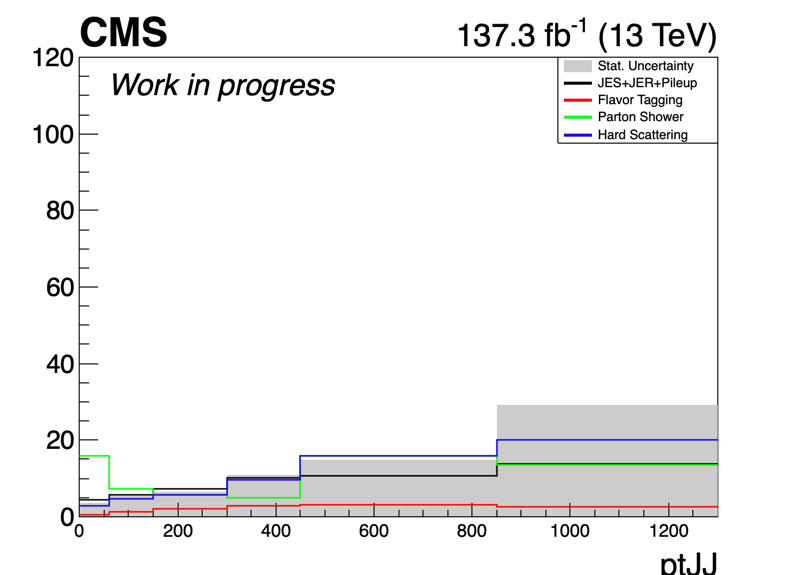 CMS 137.3 fb⁻¹ (13 TeV)
Work in progress
Stat. Uncertainty
JES+JER+Pileup
Flavor Tagging
Parton Shower
Hard Scattering
120
100
80
60
40
20
0
0 200 400 600 800 1000 1200
ptJJ